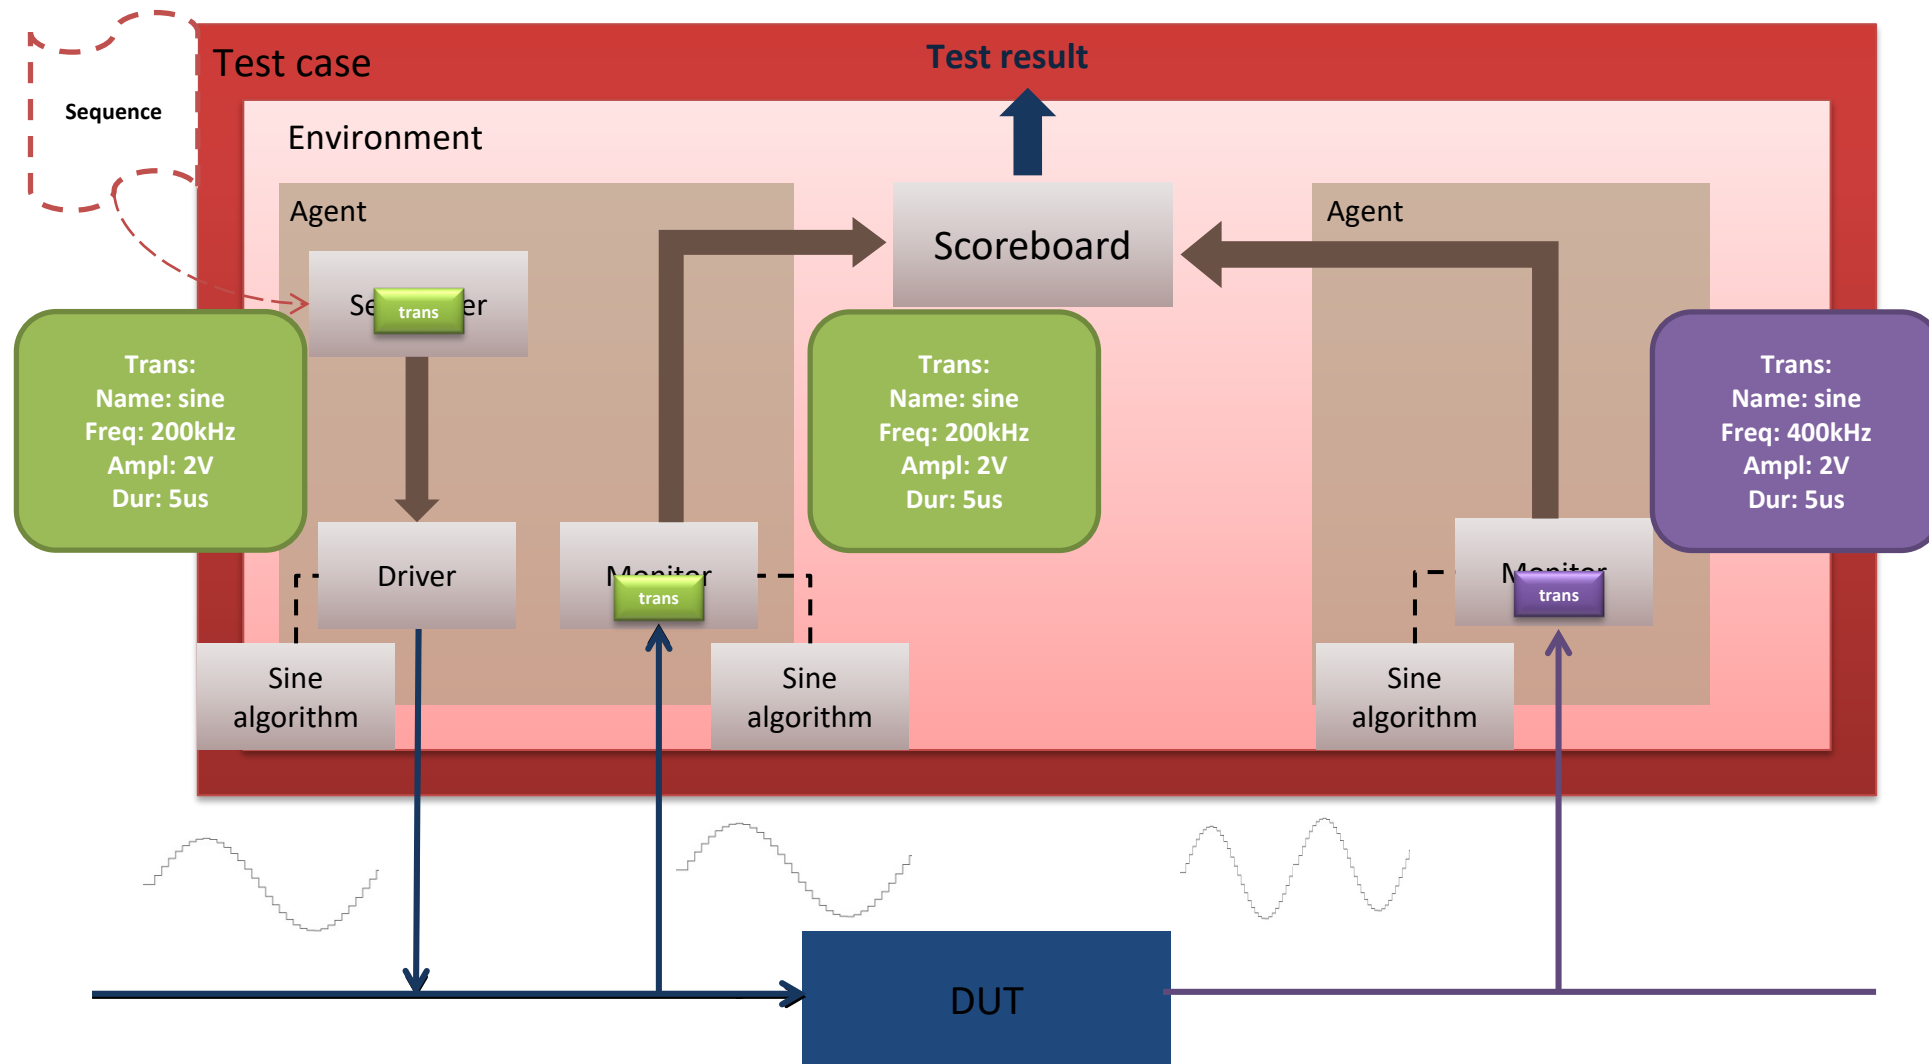 Test case
Test result
Sequence
Environment
Agent
Agent
Scoreboard
trans
Trans:
Name: sine
Freq: 200kHz
Ampl: 2V
Dur: 5us
Trans:
Name: sine
Freq: 200kHz
Ampl: 2V
Dur: 5us
Trans:
Name: sine
Freq: 400kHz
Ampl: 2V
Dur: 5us
Driver
Monitor
trans
Monitor
trans
Sine
algorithm
Sine
algorithm
Sine
algorithm
DUT